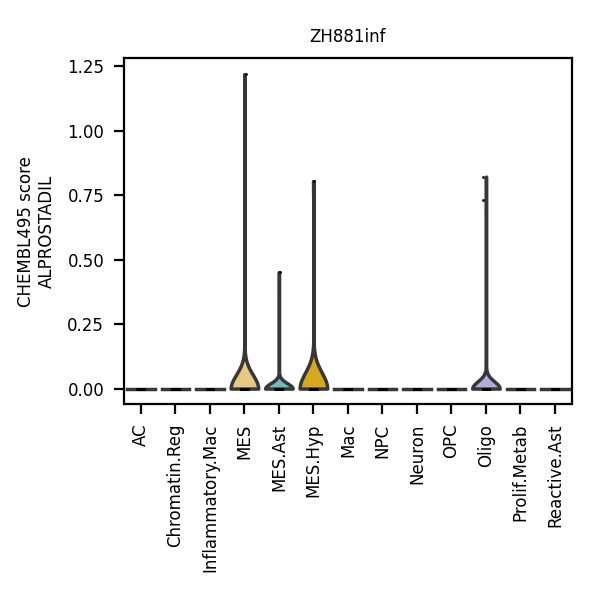 ZH881inf
CHEMBL495 score
ALPROSTADIL
1.25
1.00
0.75
0.50
0.25
0.00
AC
Chromatin.Reg
Inflammatory.Mac
MES
MES.Ast
MES.Hyp
Mac
NPC
Neuron
OPC
Oligo
Prolif.Metab
Reactive.Ast